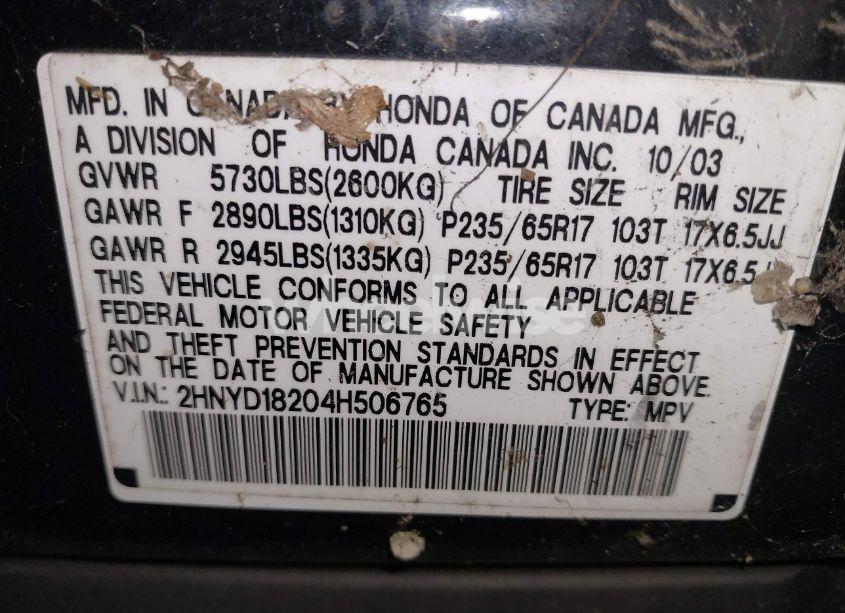 MFD. IN CANADA BY HONDA OF CANADA MFG.,
A DIVISION OF HONDA CANADA INC. 10/03
GVWR 5730LBS(2600KG) TIRE SIZE RIM SIZE
GAWR F 2890LBS(1310KG) P235/65R17 103T 17X6.5JJ
GAWR R 2945LBS(1335KG) P235/65R17 103T 17X6.5J
THIS VEHICLE CONFORMS TO ALL APPLICABLE
FEDERAL MOTOR VEHICLE SAFETY
AND THEFT PREVENTION STANDARDS IN EFFECT
ON THE DATE OF MANUFACTURE SHOWN ABOVE.
V.I.N.: 2HNYD18204H506765 TYPE: MPV